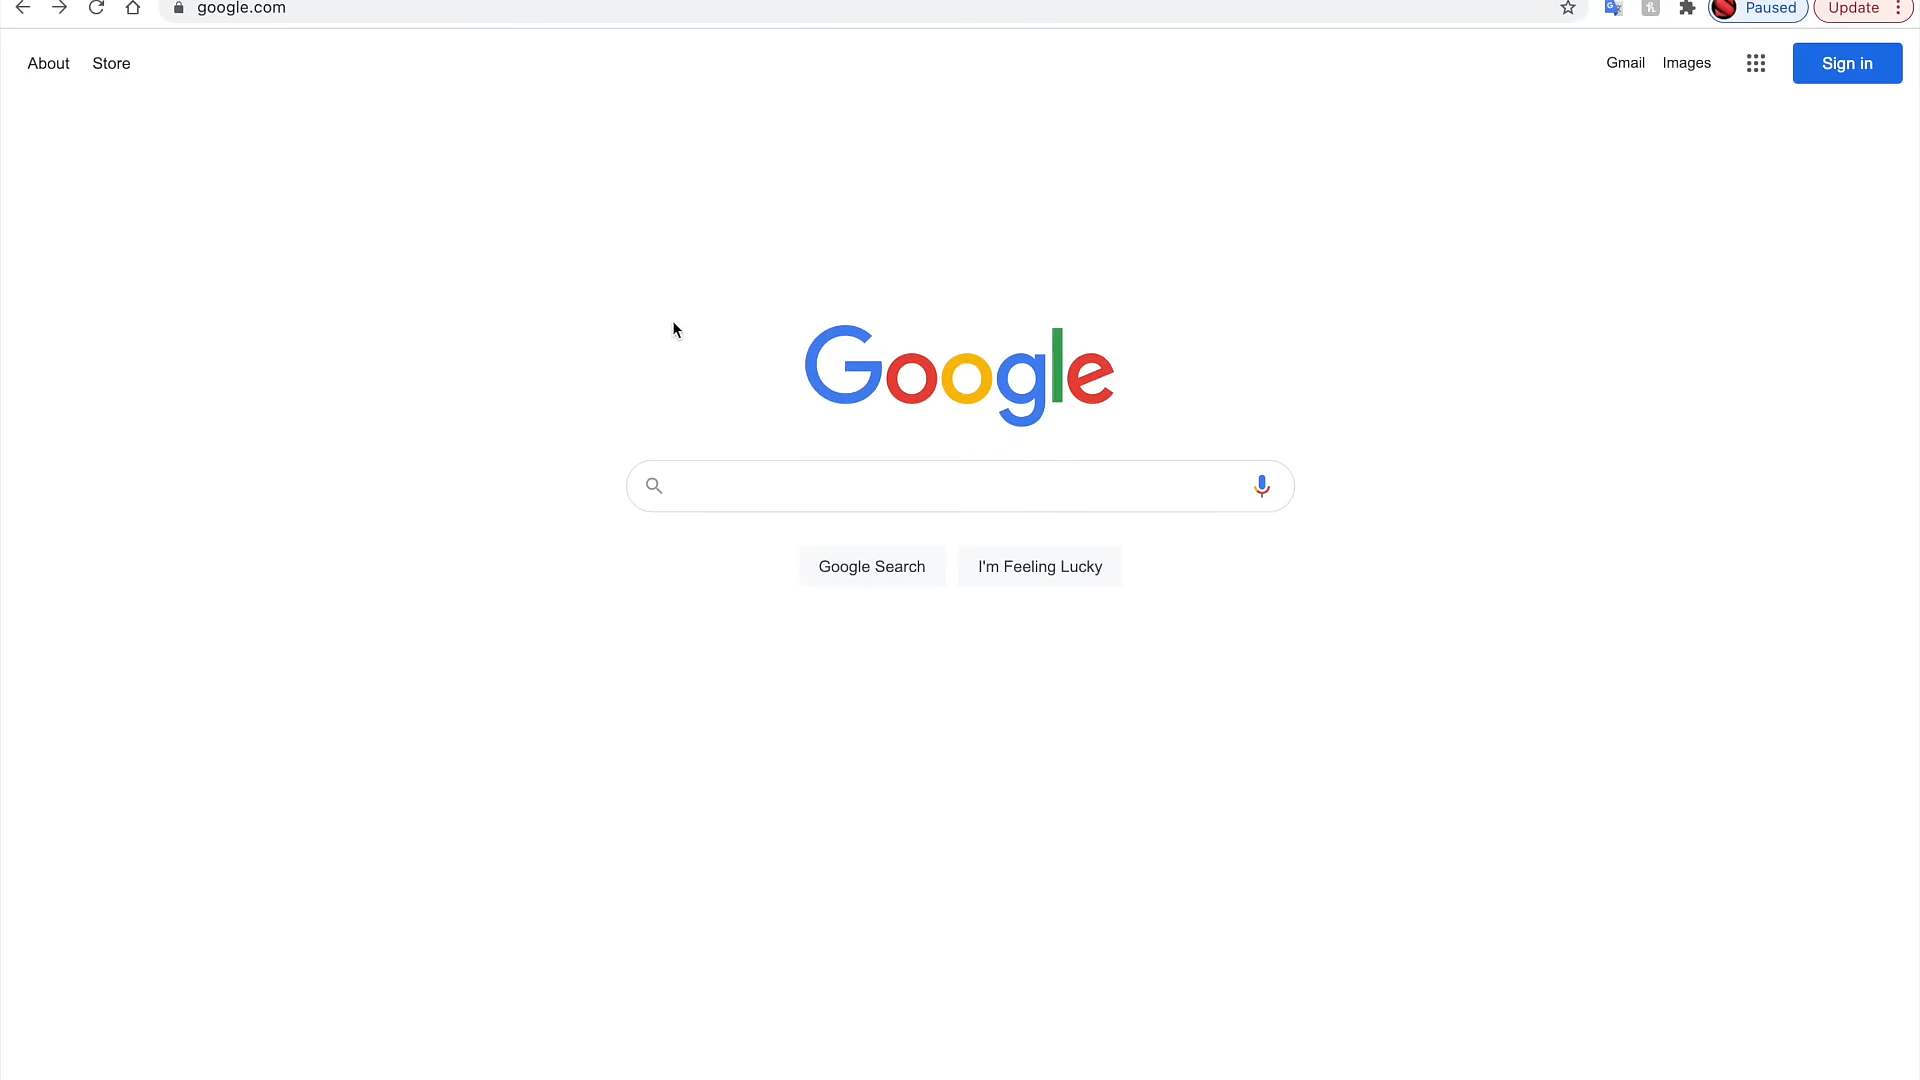 google.com
Paused
Update
About
Store
Gmail
Images
Sign in
Google
Google Search
I'm Feeling Lucky